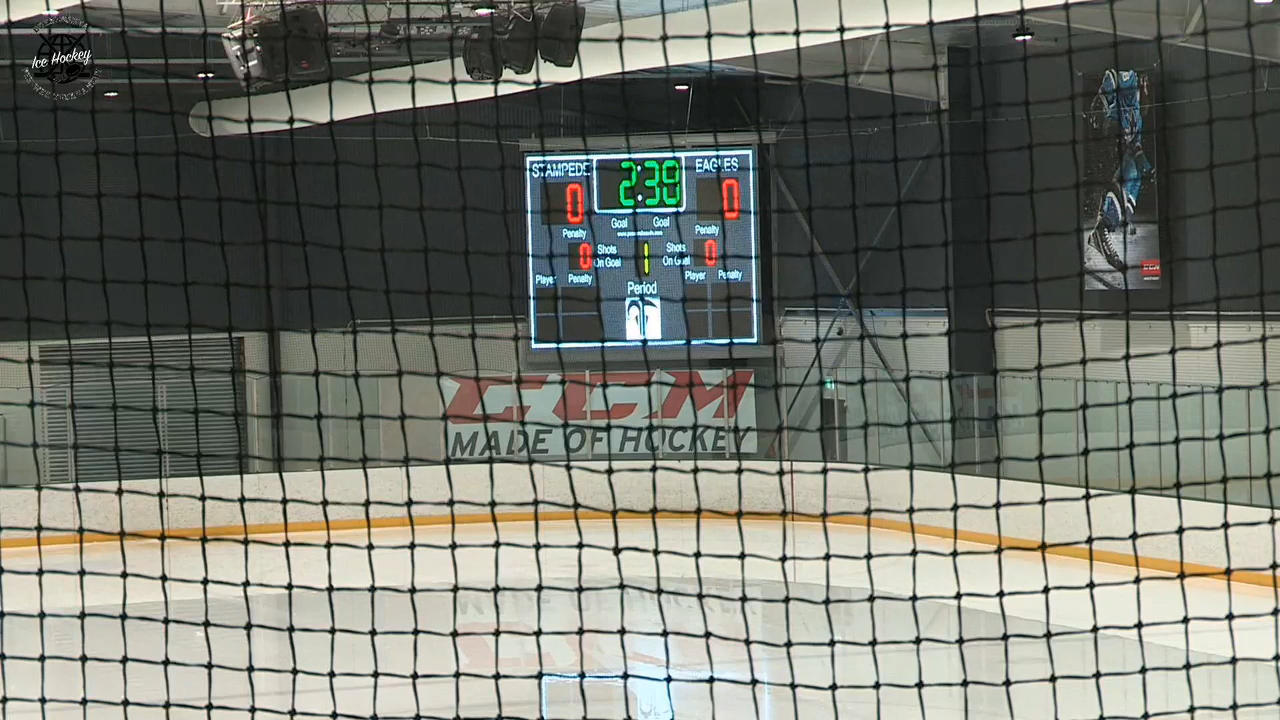 Ice Hockey
STAMPEDE
2:38
EAGLES
0
0
Goal
Goal
Penalty
Penalty
0
Shots
On Goal
1
Shots
On Goal
0
Player
Penalty
Player
Penalty
Period
CCM
MADE OF HOCKEY